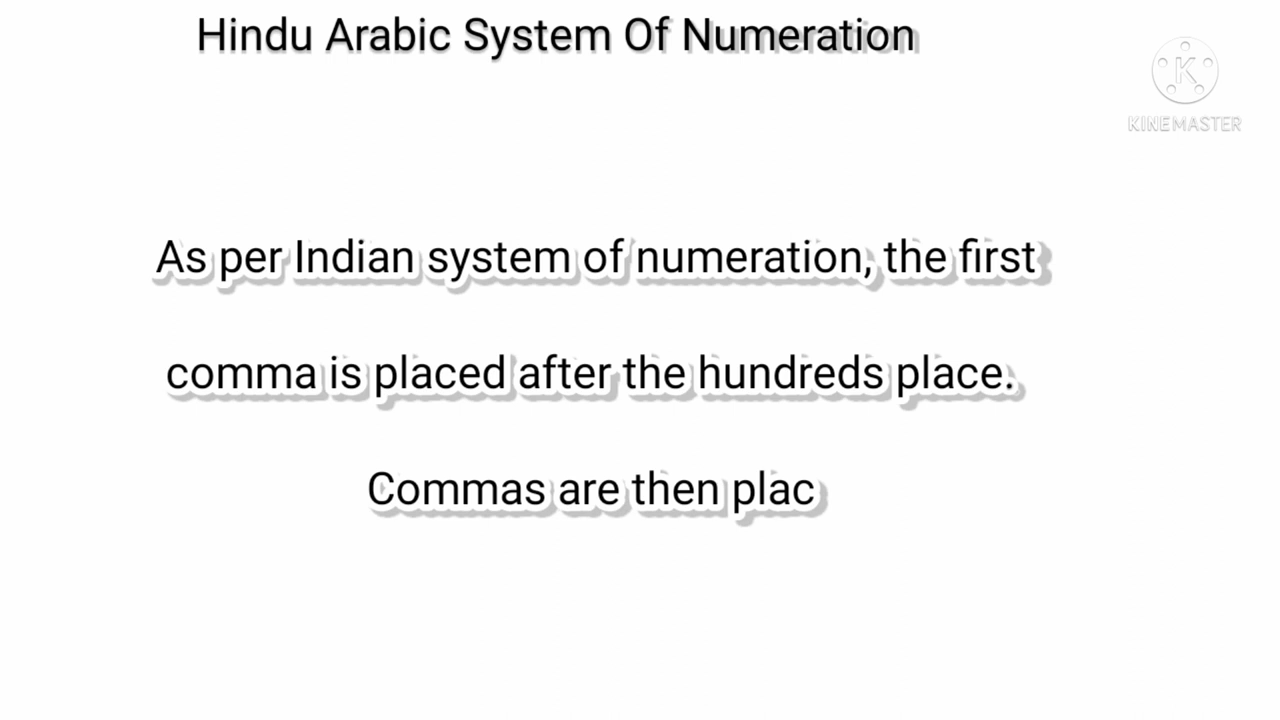 Hindu Arabic System Of Numeration
K
KINEMASTER
As per Indian system of numeration, the first
comma is placed after the hundreds place.
Commas are then plac